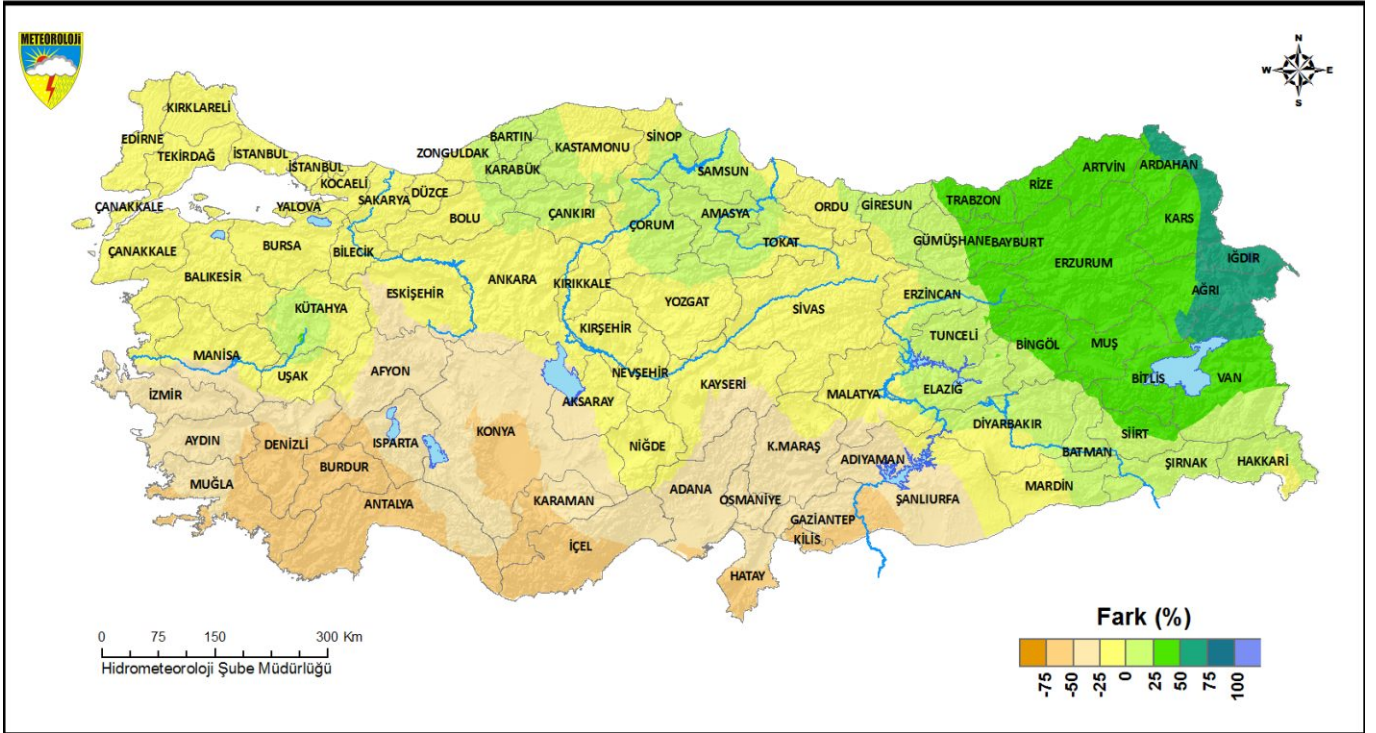 METEOROLOJİ
N
W E
S
KIRKLARELİ
EDİRNE
TEKİRDAĞ
İSTANBUL
İSTANBUL
KOCAELİ
SAKARYA
DÜZCE
ZONGULDAK
BARTIN
KARABÜK
KASTAMONU
SİNOP
SAMSUN
ÇANAKKALE
YALOVA
BOLU
ÇANKIRI
ÇORUM
AMASYA
TOKAT
ORDU
GİRESUN
TRABZON
RİZE
ARTVİN
ARDAHAN
KARS
GÜMÜŞHANE
BAYBURT
ERZURUM
IĞDIR
AĞRI
ÇANAKKALE
BURSA
BİLECİK
BALIKESİR
ESKİŞEHİR
ANKARA
KIRIKKALE
YOZGAT
SİVAS
ERZİNCAN
TUNCELİ
KÜTAHYA
KIRŞEHİR
BİNGÖL
MUŞ
MANİSA
UŞAK
AFYON
NEVŞEHİR
KAYSERİ
MALATYA
ELAZIĞ
BİTLİS
VAN
İZMİR
AKSARAY
DİYARBAKIR
SİİRT
AYDIN
DENİZLİ
ISPARTA
KONYA
NİĞDE
K.MARAŞ
ADIYAMAN
BATMAN
ŞIRNAK
HAKKARİ
MUĞLA
BURDUR
ANTALYA
KARAMAN
ADANA
OSMANİYE
ŞANLIURFA
MARDİN
GAZİANTEP
KİLİS
İÇEL
HATAY
0 75 150 300 Km
Hidrometeoroloji Şube Müdürlüğü
Fark (%)
-75 -50 -25 0 25 50 75 100